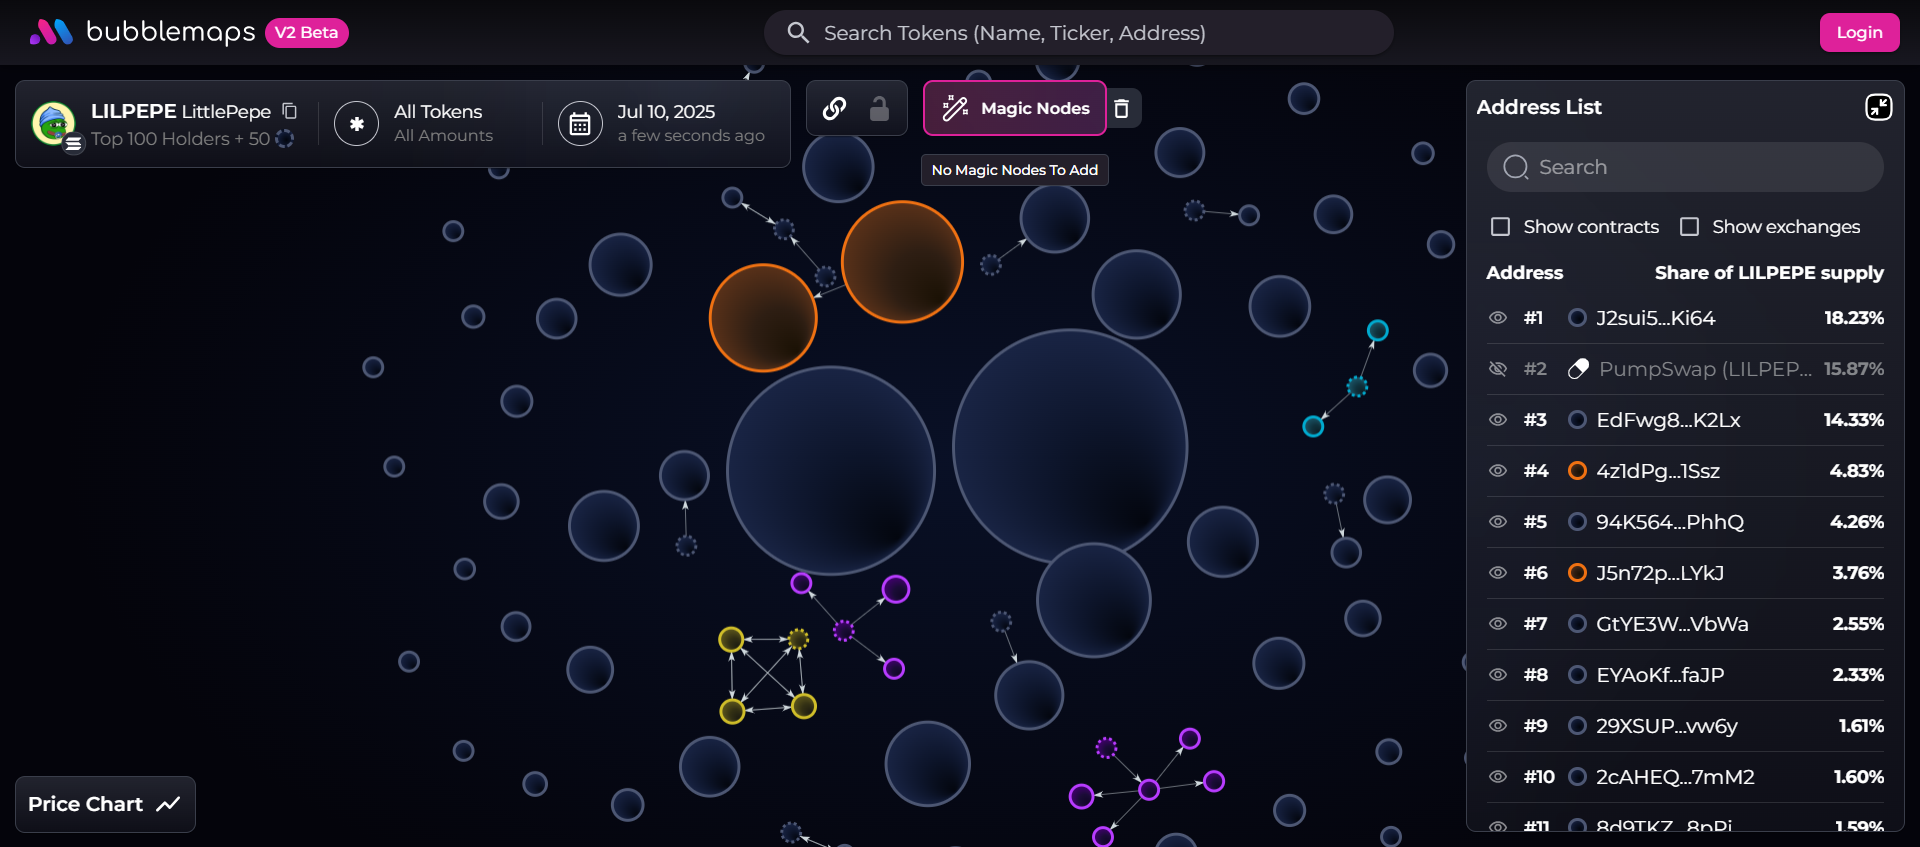 bubblemaps V2 Beta
Search Tokens (Name, Ticker, Address)
Login
LILPEPE LittlePepe
Top 100 Holders + 50
All Tokens
All Amounts
Jul 10, 2025
a few seconds ago
Magic Nodes
No Magic Nodes To Add
Address List
Search
Show contracts
Show exchanges
Address Share of LILPEPE supply
#1 J2sui5...Ki64 18.23%
#2 PumpSwap (LILPEP... 15.87%
#3 EdFwg8...K2Lx 14.33%
#4 4z1dPg...1Ssz 4.83%
#5 94K564...PhhQ 4.26%
#6 J5n72p...LYkJ 3.76%
#7 GtYE3W...VbWa 2.55%
#8 EYAoKf...faJP 2.33%
#9 29XSUP...vw6y 1.61%
#10 2cAHEQ...7mM2 1.60%
#11 8d9TKZ...8pRi 1.59%
Price Chart